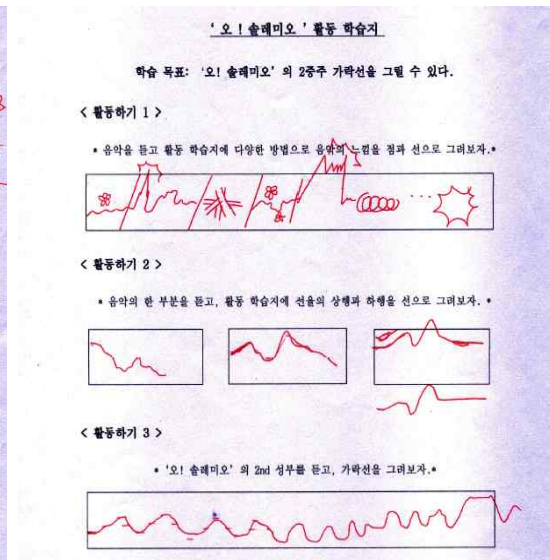 ' 오 ! 솔레미오 ' 활동 학습지
학습 목표: '오! 솔레미오' 의 2중주 가락선을 그릴 수 있다.
< 활동하기 1 >
* 음악을 듣고 활동 학습지에 다양한 방법으로 음악의 느낌을 점과 선으로 그려보자.*
< 활동하기 2 >
* 음악의 한 부분을 듣고, 활동 학습지에 선율의 상행과 하행을 선으로 그려보자. *
< 활동하기 3 >
*'오! 솔레미오' 의 2nd 성부를 듣고, 가락선을 그려보자.*